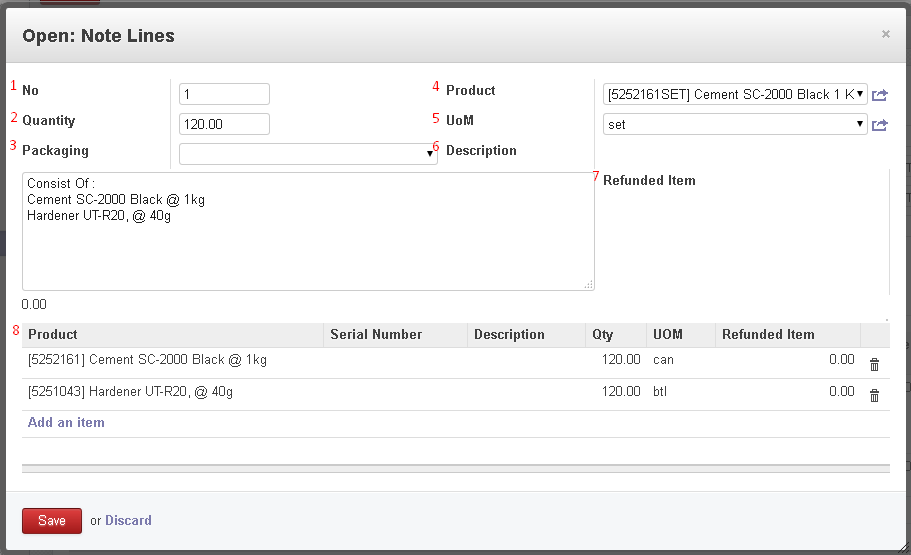 Open: Note Lines ×
1 No 1
4 Product [5252161SET] Cement SC-2000 Black 1 K
2 Quantity 120.00
5 UoM set
3 Packaging
6 Description
Consist Of :
Cement SC-2000 Black @ 1kg
Hardener UT-R20, @ 40g
7 Refunded Item
0.00
8 Product Serial Number Description Qty UOM Refunded Item
[5252161] Cement SC-2000 Black @ 1kg 120.00 can 0.00
[5251043] Hardener UT-R20, @ 40g 120.00 btl 0.00
Add an item
Save or Discard